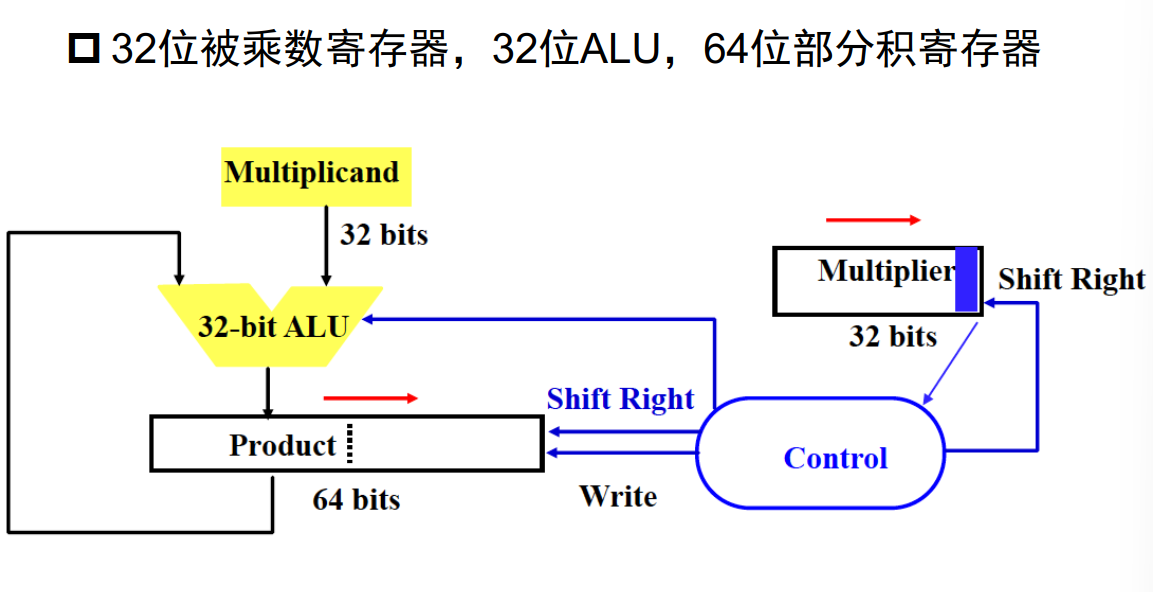 32位被乘数寄存器，32位ALU，64位部分积寄存器
Multiplicand
32 bits
Multiplier
Shift Right
32-bit ALU
32 bits
Shift Right
Product
Control
64 bits
Write